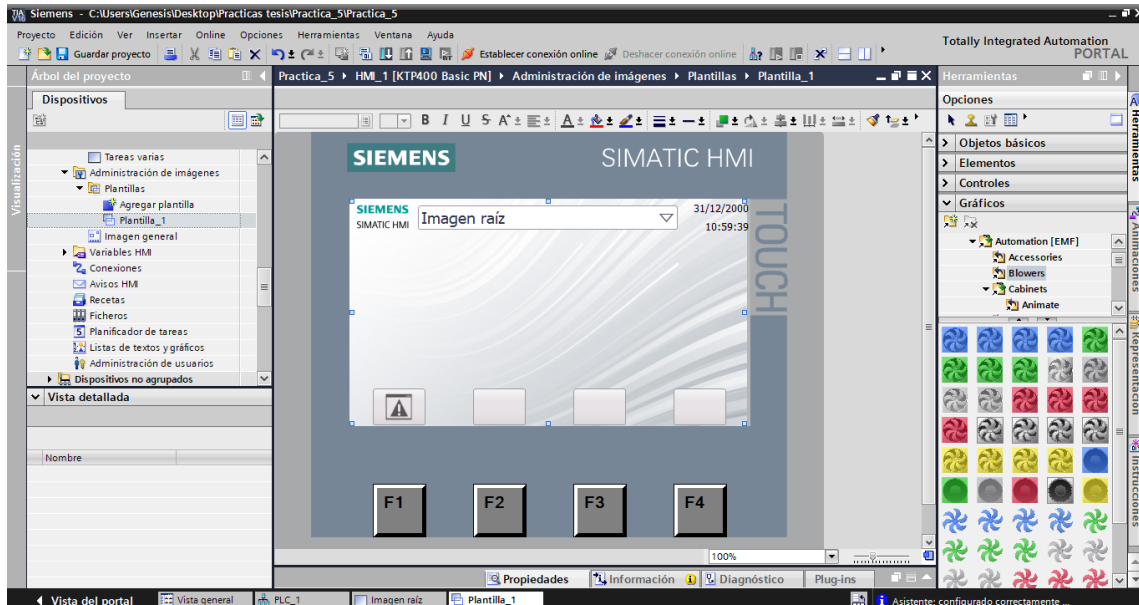 Siemens - C:\Users\Genesis\Desktop\Practicas tesis\Practica_5\Practica_5
Proyecto Edición Ver Insertar Online Opciones Herramientas Ventana Ayuda
Guardar proyecto
Establecer conexión online
Deshacer conexión online
Totally Integrated Automation
PORTAL
Árbol del proyecto
Practica_5 HMI_1 [KTP400 Basic PN] Administración de imágenes Plantillas Plantilla_1
Herramientas
Dispositivos
Opciones
Visualización
Tareas varias
Administración de imágenes
Plantillas
Agregar plantilla
Plantilla_1
Imagen general
Variables HMI
Conexiones
Avisos HMI
Recetas
Ficheros
Planificador de tareas
Listas de textos y gráficos
Administración de usuarios
Dispositivos no agrupados
Vista detallada
Nombre
B I U S A
SIEMENS
SIMATIC HMI
SIEMENS
SIMATIC HMI
Imagen raíz
31/12/2000
10:59:39
TOUCH
F1 F2 F3 F4
100%
Propiedades
Información
Diagnóstico
Plug-ins
Objetos básicos
Elementos
Controles
Gráficos
Automation [EMF]
Accessories
Blowers
Cabinets
Animate
Herramientas
Animaciones
Representación
Instrucciones
Vista del portal
Vista general
PLC_1
Imagen raíz
Plantilla_1
Asistente: configurado correctamente ...